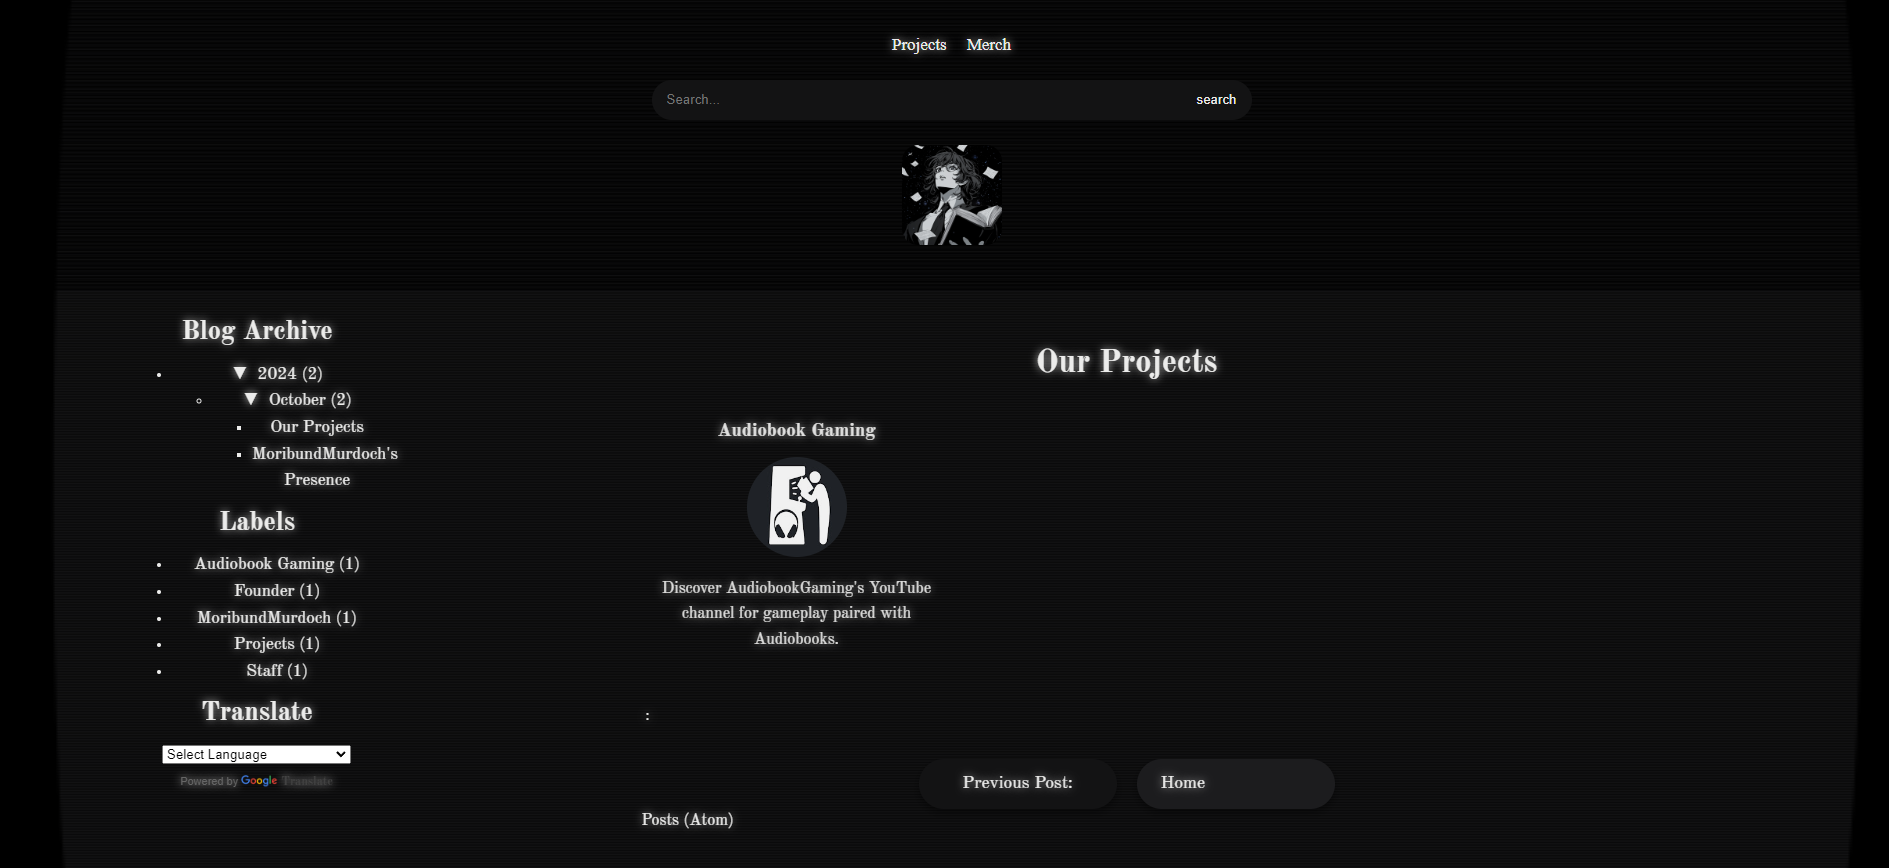 Projects Merch
Search... search
Blog Archive
▼ 2024 (2)
▼ October (2)
Our Projects
MoribundMurdoch's
Presence
Labels
Audiobook Gaming (1)
Founder (1)
MoribundMurdoch (1)
Projects (1)
Staff (1)
Translate
Select Language
Powered by Google Translate
Our Projects
Audiobook Gaming
Discover AudiobookGaming's YouTube
channel for gameplay paired with
Audiobooks.
:
Previous Post: Home
Posts (Atom)